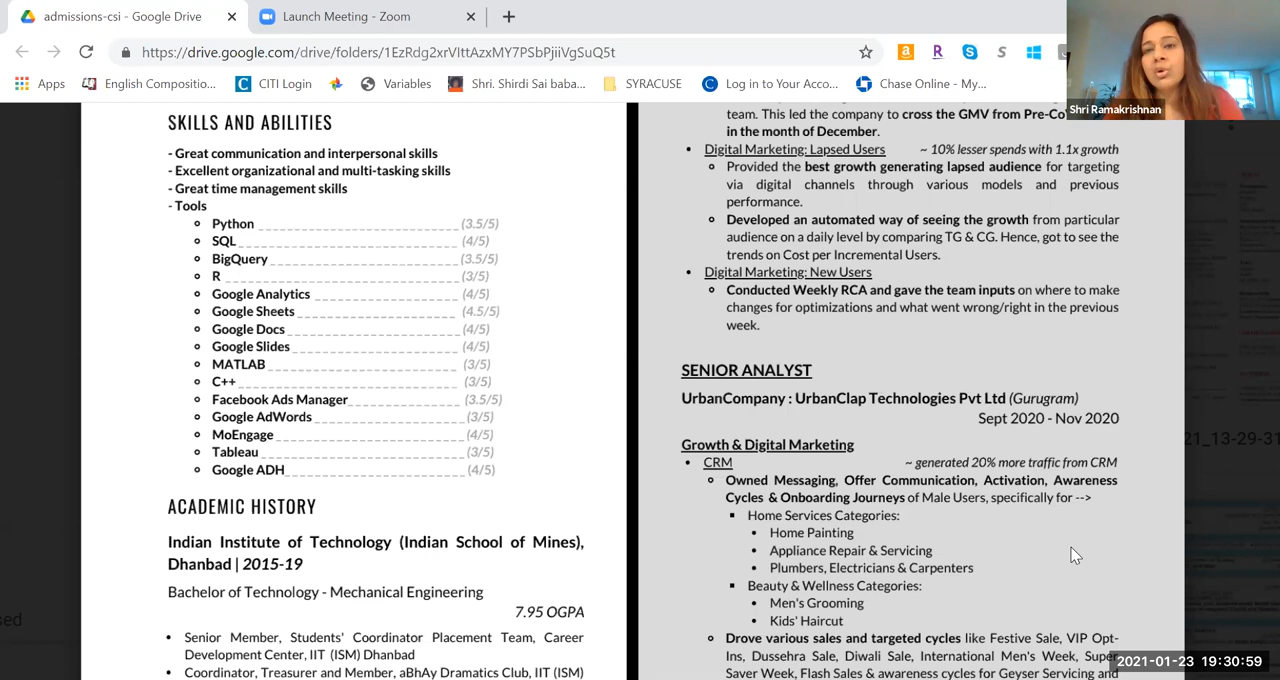 admissions-csi - Google Drive
Launch Meeting - Zoom
https://drive.google.com/drive/folders/1EzRdg2xrVIttAzxMY7PSbPjiiVgSuQ5t
Apps
English Compositio...
CITI Login
Variables
Shri. Shirdi Sai baba...
SYRACUSE
Log in to Your Acco...
Chase Online - My...
Shri Ramakrishnan
SKILLS AND ABILITIES
- Great communication and interpersonal skills
- Excellent organizational and multi-tasking skills
- Great time management skills
- Tools
Python (3.5/5)
SQL (4/5)
BigQuery (3.5/5)
R (3/5)
Google Analytics (4/5)
Google Sheets (4.5/5)
Google Docs (4/5)
Google Slides (4/5)
MATLAB (3/5)
C++ (3/5)
Facebook Ads Manager (3.5/5)
Google AdWords (3/5)
MoEngage (4/5)
Tableau (3/5)
Google ADH (4/5)
ACADEMIC HISTORY
Indian Institute of Technology (Indian School of Mines),
Dhanbad | 2015-19
Bachelor of Technology - Mechanical Engineering
7.95 OGPA
Senior Member, Students' Coordinator Placement Team, Career
Development Center, IIT (ISM) Dhanbad
Coordinator, Treasurer and Member, aBhAy Dramatics Club, IIT (ISM)
team. This led the company to cross the GMV from Pre-Co
in the month of December.
Digital Marketing: Lapsed Users ~ 10% lesser spends with 1.1x growth
Provided the best growth generating lapsed audience for targeting
via digital channels through various models and previous
performance.
Developed an automated way of seeing the growth from particular
audience on a daily level by comparing TG & CG. Hence, got to see the
trends on Cost per Incremental Users.
Digital Marketing: New Users
Conducted Weekly RCA and gave the team inputs on where to make
changes for optimizations and what went wrong/right in the previous
week.
SENIOR ANALYST
UrbanCompany : UrbanClap Technologies Pvt Ltd (Gurugram)
Sept 2020 - Nov 2020
Growth & Digital Marketing
CRM ~ generated 20% more traffic from CRM
Owned Messaging, Offer Communication, Activation, Awareness
Cycles & Onboarding Journeys of Male Users, specifically for -->
Home Services Categories:
Home Painting
Appliance Repair & Servicing
Plumbers, Electricians & Carpenters
Beauty & Wellness Categories:
Men's Grooming
Kids' Haircut
Drove various sales and targeted cycles like Festive Sale, VIP Opt-
Ins, Dussehra Sale, Diwali Sale, International Men's Week, Super
Saver Week, Flash Sales & awareness cycles for Geyser Servicing and
21_13-29-31
sed
2021-01-23 19:30:59